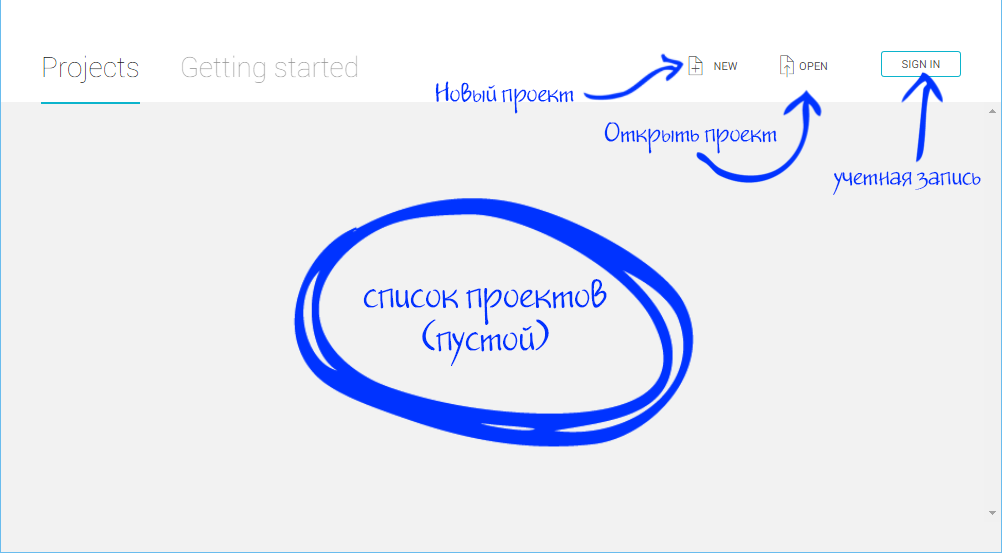 Projects
Getting started
NEW
OPEN
SIGN IN
Новый проект
Открыть проект
учетная запись
список проектов
(пустой)